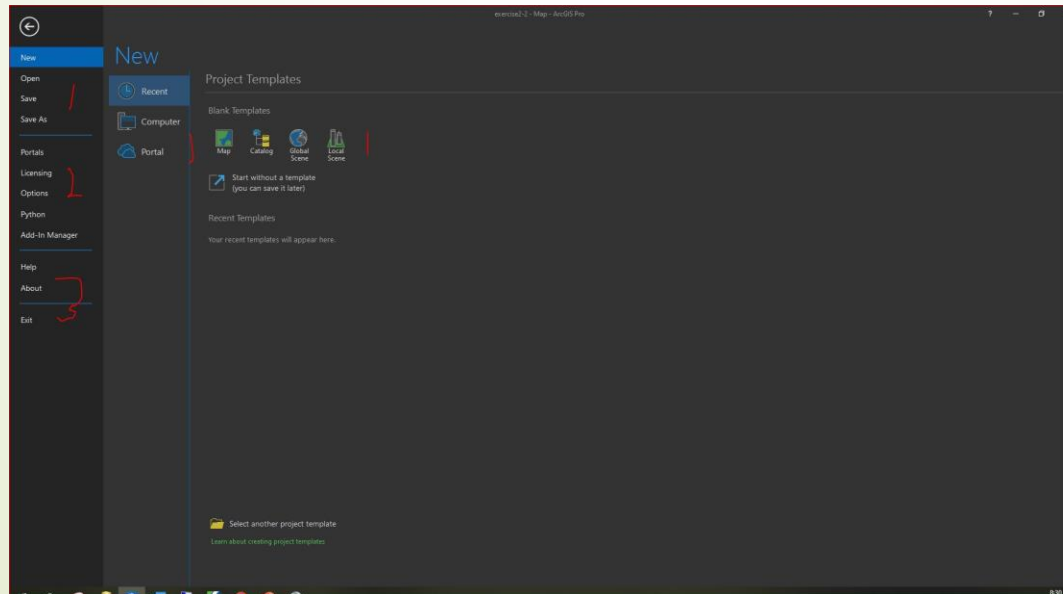 exercise2-2 - Map - ArcGIS Pro
?
New
Open
Save
Save As
Portals
Licensing
Options
Python
Add-In Manager
Help
About
Exit
1
2
3
New
Recent
Computer
Portal
Project Templates
Blank Templates
Map
Catalog
Global
Scene
Local
Scene
Start without a template
(you can save it later)
Recent Templates
Your recent templates will appear here.
Select another project template
Learn about creating project templates